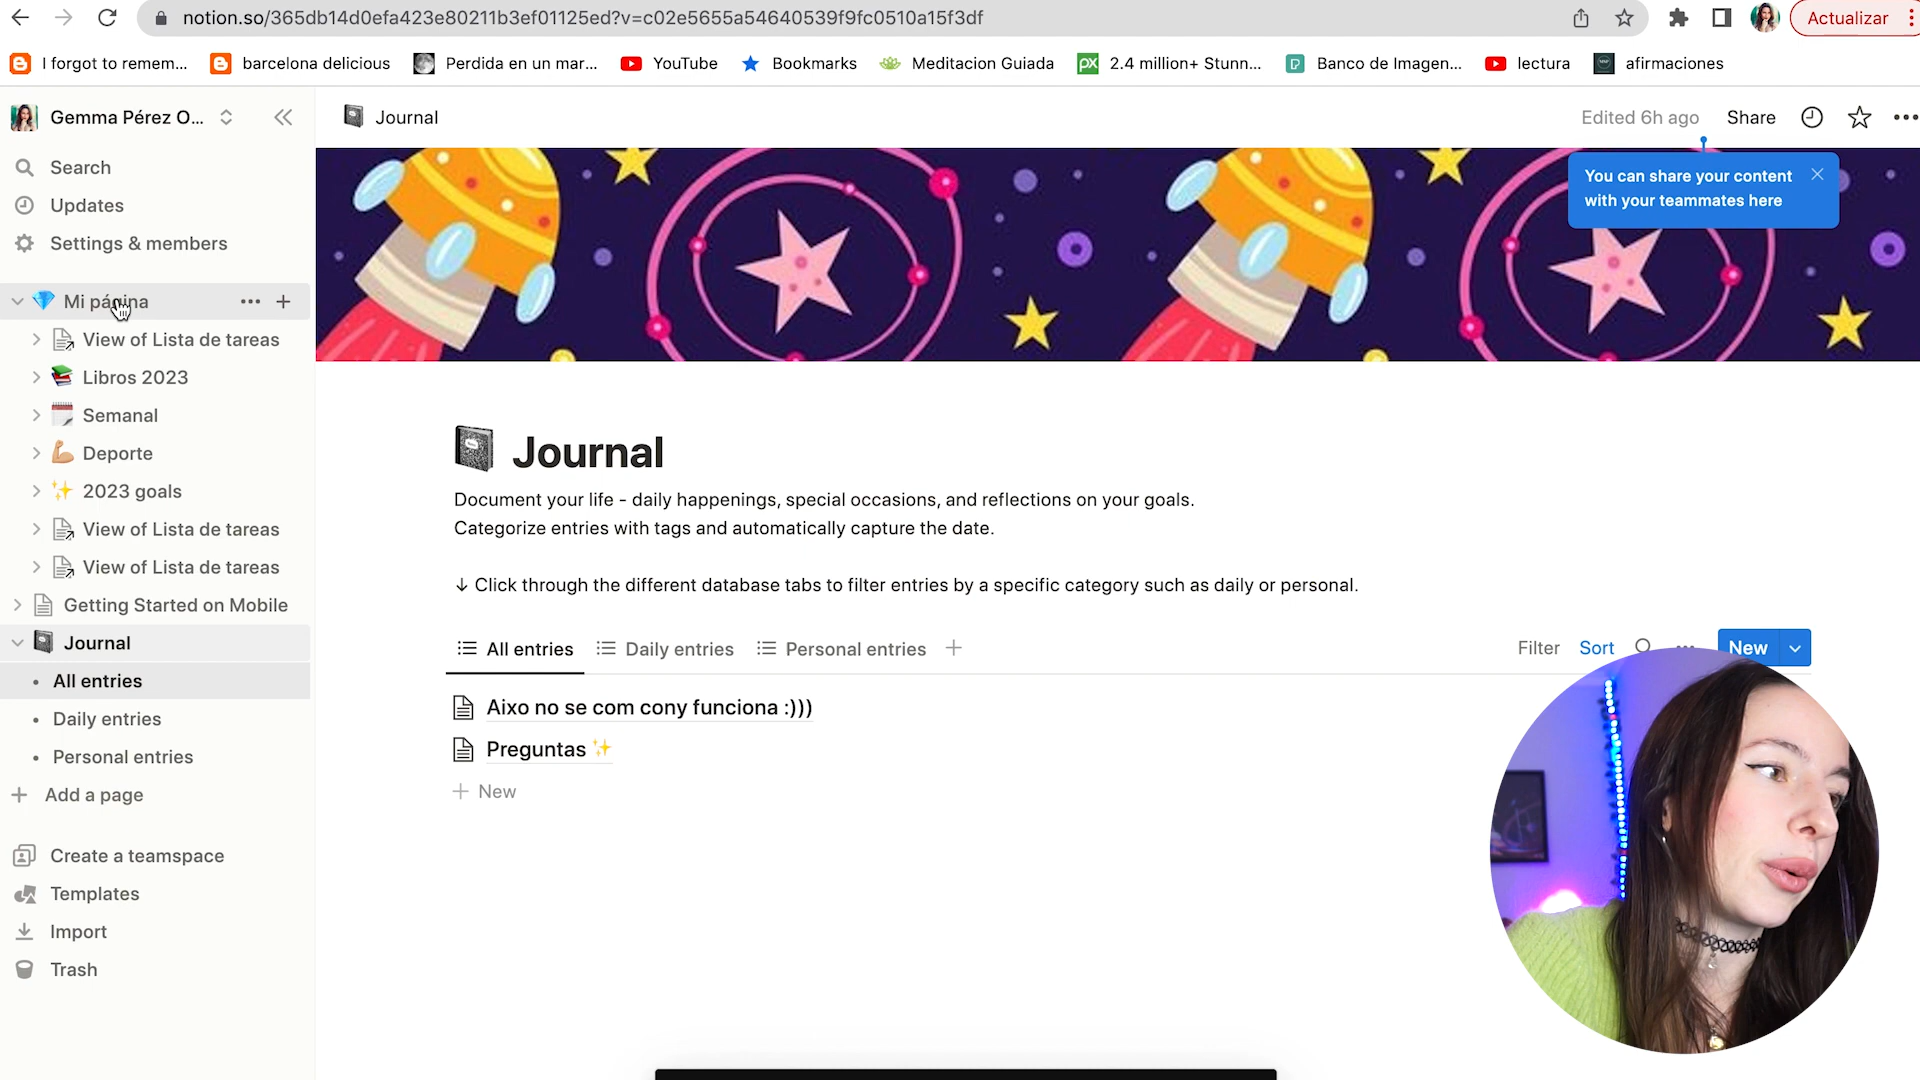 notion.so/365db14d0efa423e80211b3ef01125ed?v=c02e5655a54640539f9fc0510a15f3df
Actualizar
I forgot to remem...
barcelona delicious
Perdida en un mar...
YouTube
Bookmarks
Meditacion Guiada
2.4 million+ Stunn...
Banco de Imagen...
lectura
afirmaciones
Gemma Pérez O...
Journal
Edited 6h ago
Share
You can share your content
with your teammates here
Search
Updates
Settings & members
Mi página
View of Lista de tareas
Libros 2023
Semanal
Deporte
2023 goals
View of Lista de tareas
View of Lista de tareas
Getting Started on Mobile
Journal
All entries
Daily entries
Personal entries
Add a page
Create a teamspace
Templates
Import
Trash
Journal
Document your life - daily happenings, special occasions, and reflections on your goals.
Categorize entries with tags and automatically capture the date.
↓ Click through the different database tabs to filter entries by a specific category such as daily or personal.
All entries
Daily entries
Personal entries
Filter
Sort
New
Aixo no se com cony funciona :)))
Preguntas ✨
New